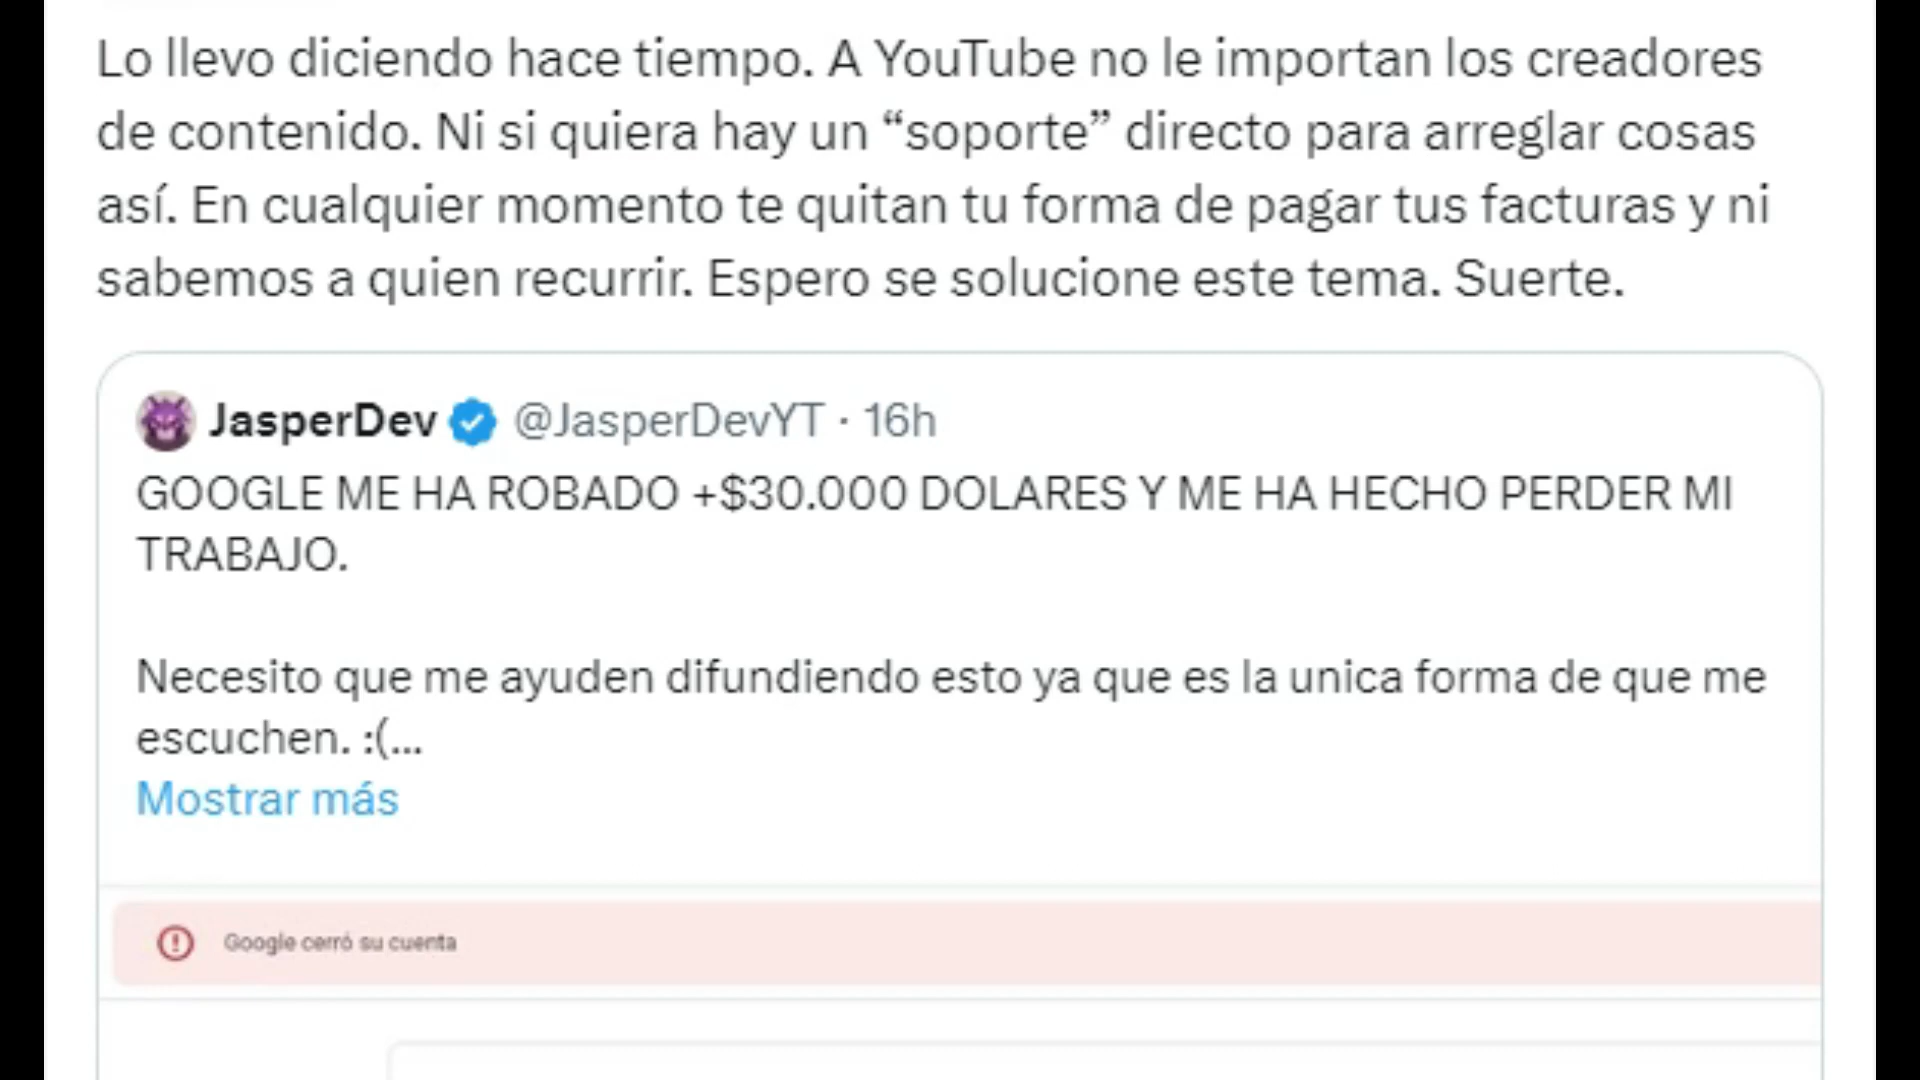 Lo llevo diciendo hace tiempo. A YouTube no le importan los creadores
de contenido. Ni si quiera hay un “soporte” directo para arreglar cosas
así. En cualquier momento te quitan tu forma de pagar tus facturas y ni
sabemos a quien recurrir. Espero se solucione este tema. Suerte.
JasperDev @JasperDevYT · 16h
GOOGLE ME HA ROBADO +$30.000 DOLARES Y ME HA HECHO PERDER MI
TRABAJO.
Necesito que me ayuden difundiendo esto ya que es la unica forma de que me
escuchen. :(...
Mostrar más
Google cerró su cuenta